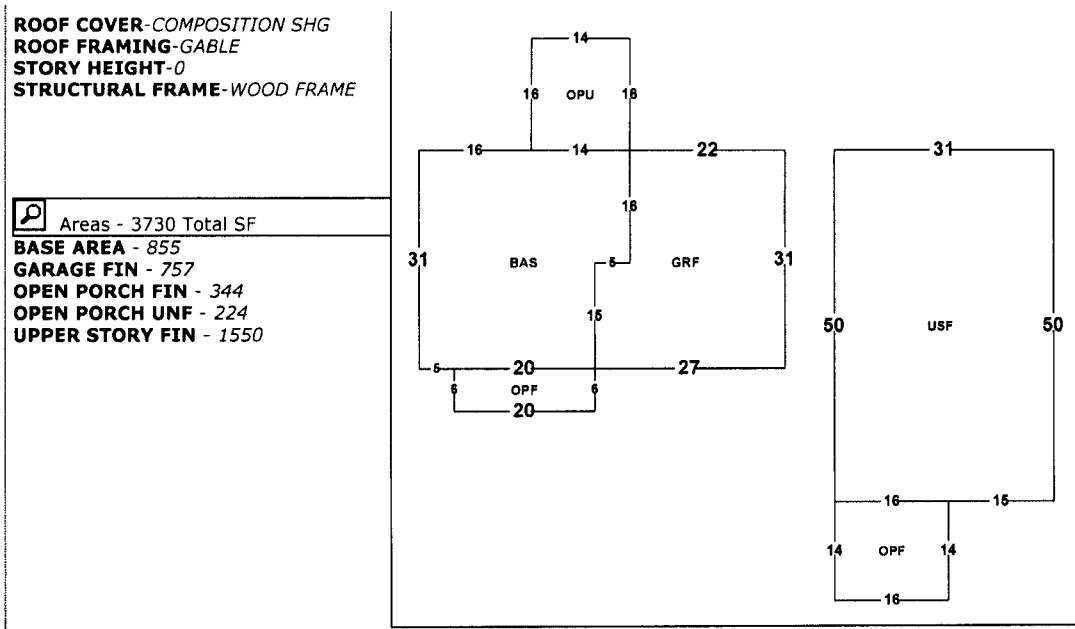 ROOF COVER-COMPOSITION SHG
ROOF FRAMING-GABLE
STORY HEIGHT-0
STRUCTURAL FRAME-WOOD FRAME
Areas - 3730 Total SF
BASE AREA - 855
GARAGE FIN - 757
OPEN PORCH FIN - 344
OPEN PORCH UNF - 224
UPPER STORY FIN - 1550
14
16 OPU 16
16 14 22
16
31 BAS 5 GRF 31
15
5 20 27
6 OPF 6
20
31
50 USF 50
16 15
14 OPF 14
16